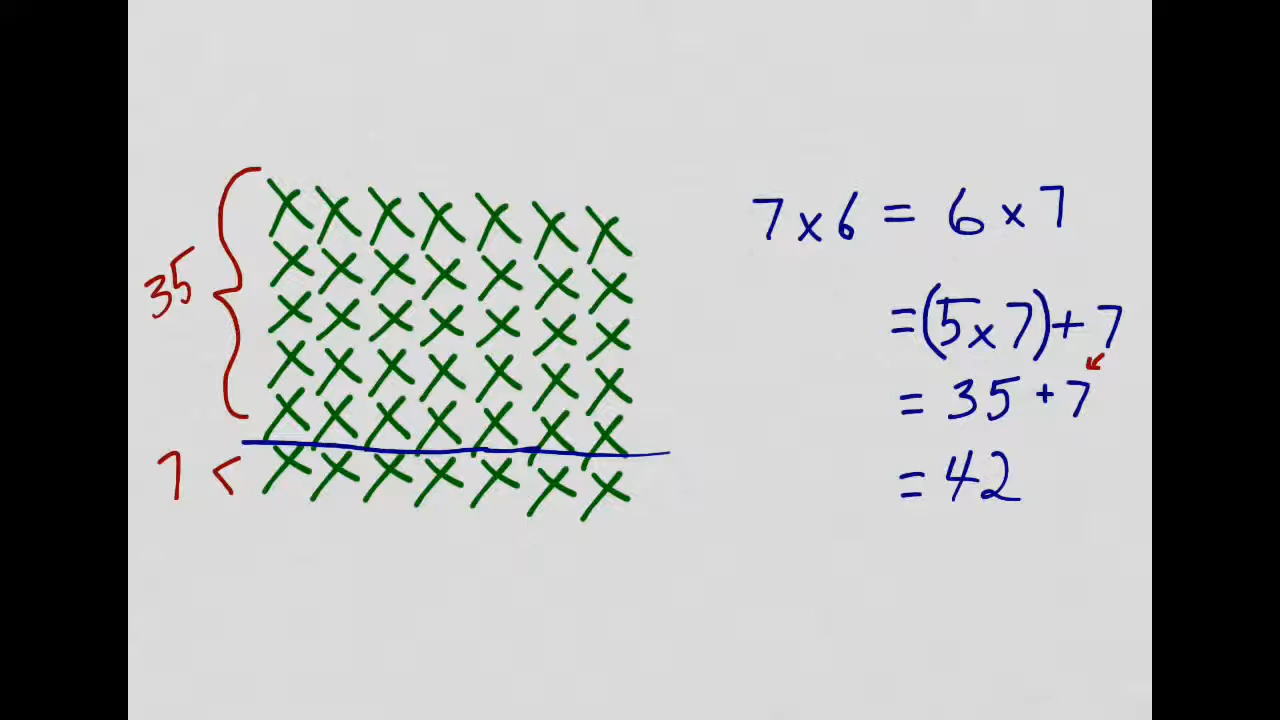 35
7 <
7 x 6 = 6 x 7
= (5 x 7) + 7
= 35 + 7
= 42